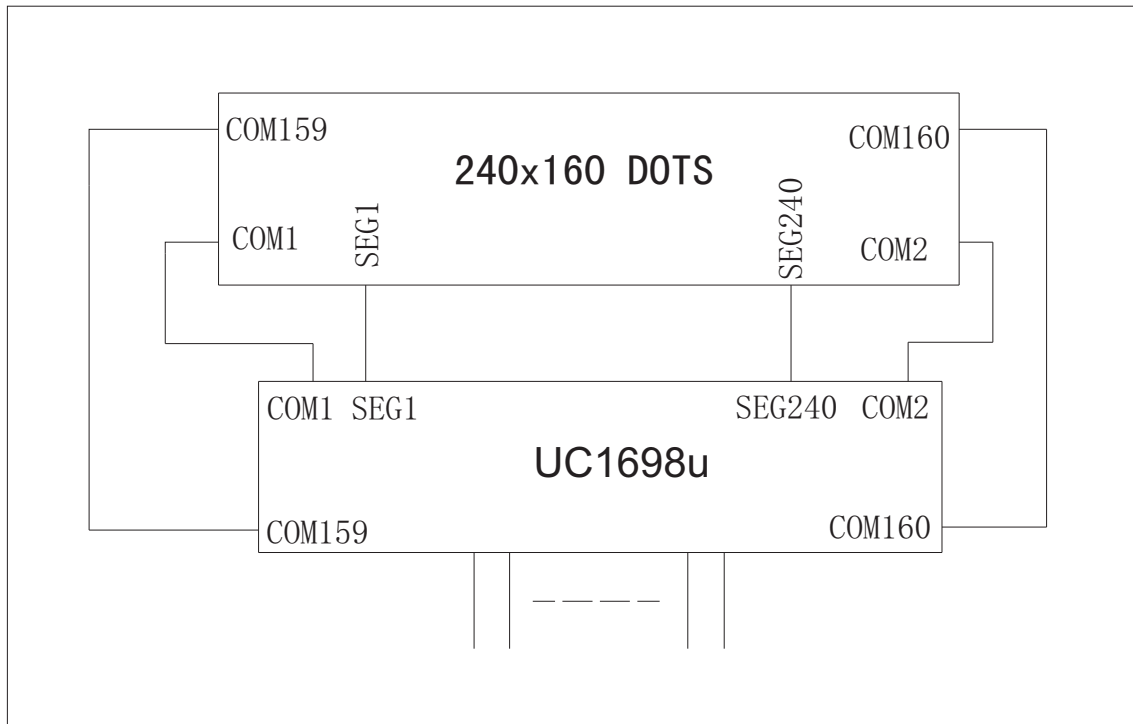 COM159
COM160
240x160 DOTS
SEG1
SEG240
COM1
COM2
COM1 SEG1 SEG240 COM2
UC1698u
COM159
COM160